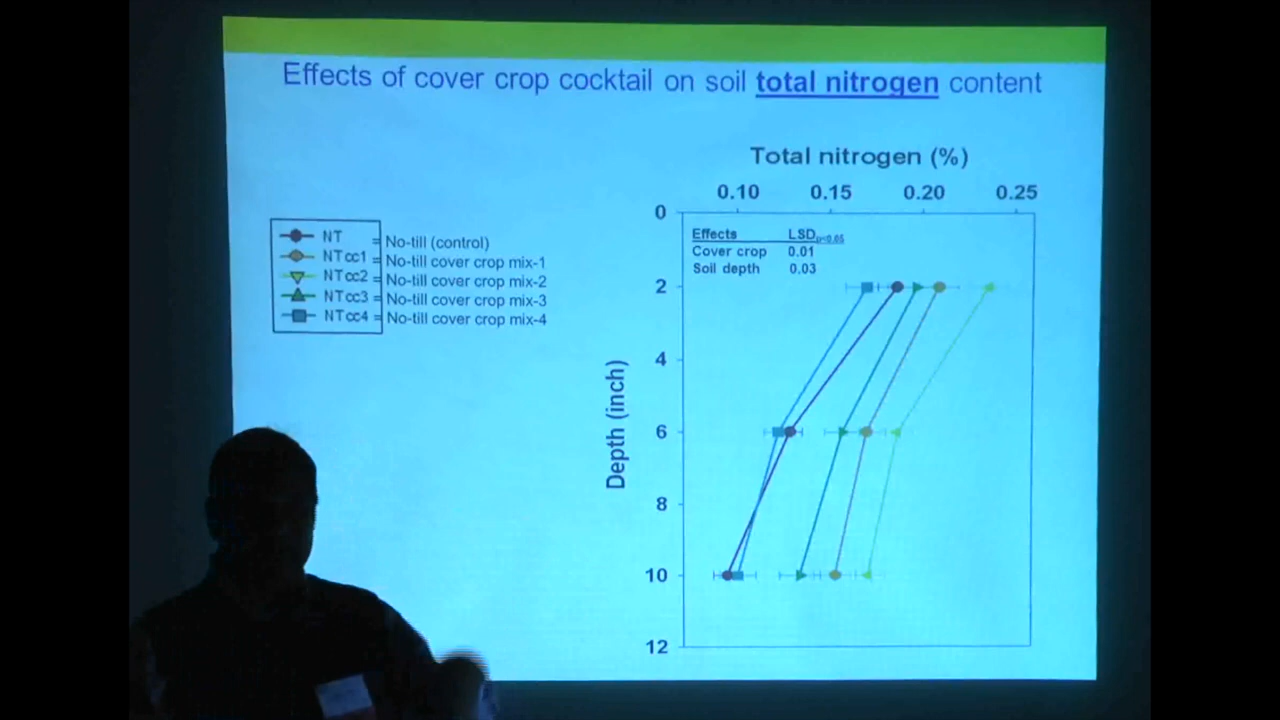 Effects of cover crop cocktail on soil total nitrogen content
NT = No-till (control)
NTcc1 = No-till cover crop mix-1
NTcc2 = No-till cover crop mix-2
NTcc3 = No-till cover crop mix-3
NTcc4 = No-till cover crop mix-4
Total nitrogen (%)
0.10 0.15 0.20 0.25
Effects LSDp<0.05
Cover crop 0.01
Soil depth 0.03
Depth (inch)
0
2
4
6
8
10
12